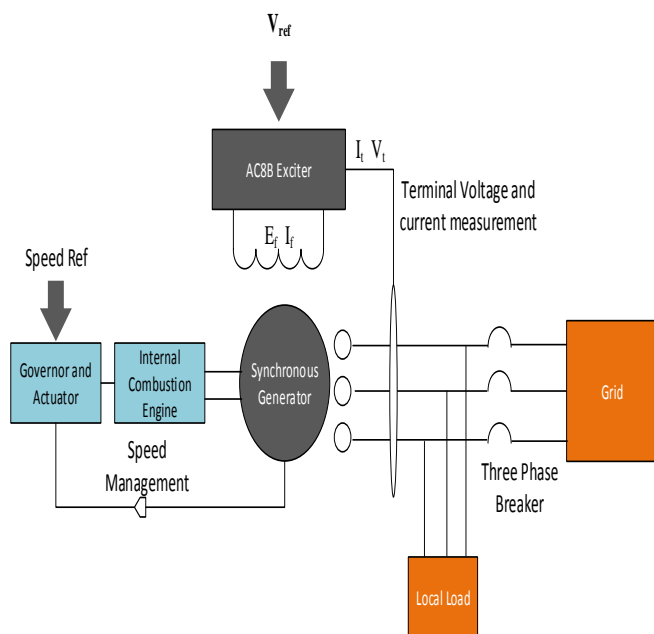 V_ref
AC8B Exciter
I_t V_t
Terminal Voltage and
current measurement
E_f I_f
Speed Ref
Governor and
Actuator
Internal
Combustion
Engine
Synchronous
Generator
Grid
Speed
Management
Three Phase
Breaker
Local Load